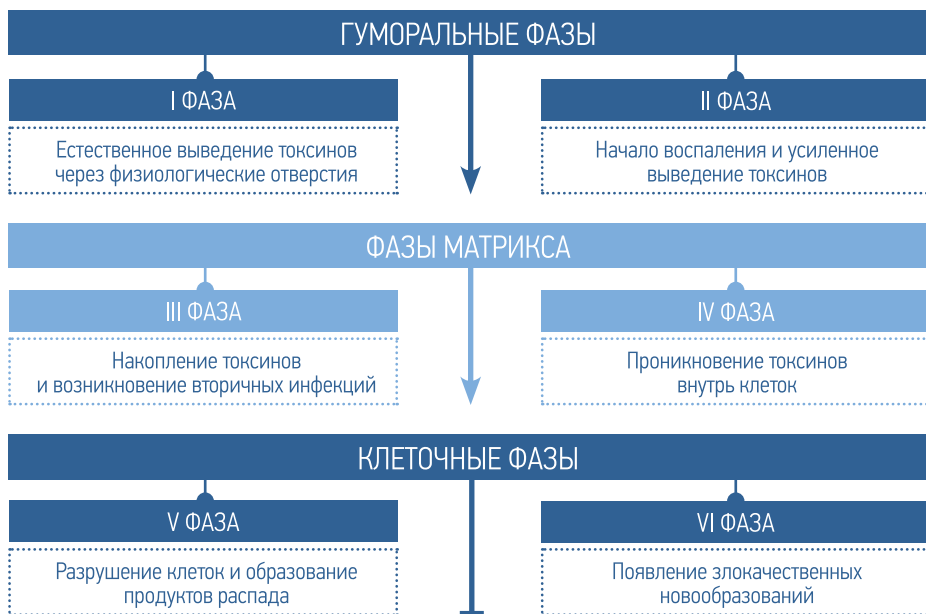 ГУМОРАЛЬНЫЕ ФАЗЫ
I ФАЗА
Естественное выведение токсинов
через физиологические отверстия
II ФАЗА
Начало воспаления и усиленное
выведение токсинов
ФАЗЫ МАТРИКСА
III ФАЗА
Накопление токсинов
и возникновение вторичных инфекций
IV ФАЗА
Проникновение токсинов
внутрь клеток
КЛЕТОЧНЫЕ ФАЗЫ
V ФАЗА
Разрушение клеток и образование
продуктов распада
VI ФАЗА
Появление злокачественных
новообразований